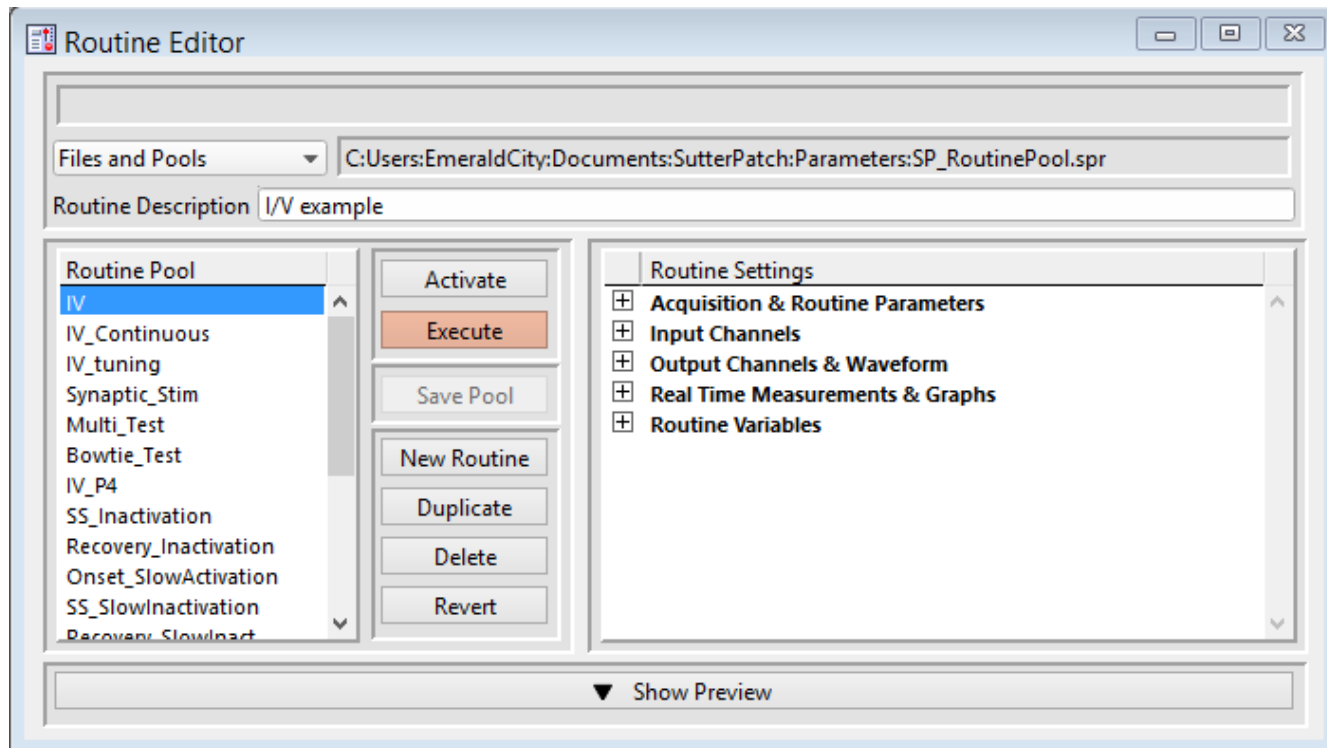 Routine Editor
Files and Pools
C:Users:EmeraldCity:Documents:SutterPatch:Parameters:SP_RoutinePool.spr
Routine Description I/V example
Routine Pool
IV
IV_Continuous
IV_tuning
Synaptic_Stim
Multi_Test
Bowtie_Test
IV_P4
SS_Inactivation
Recovery_Inactivation
Onset_SlowActivation
SS_SlowInactivation
Recovery_SlowInact
Activate
Execute
Save Pool
New Routine
Duplicate
Delete
Revert
Routine Settings
Acquisition & Routine Parameters
Input Channels
Output Channels & Waveform
Real Time Measurements & Graphs
Routine Variables
Show Preview